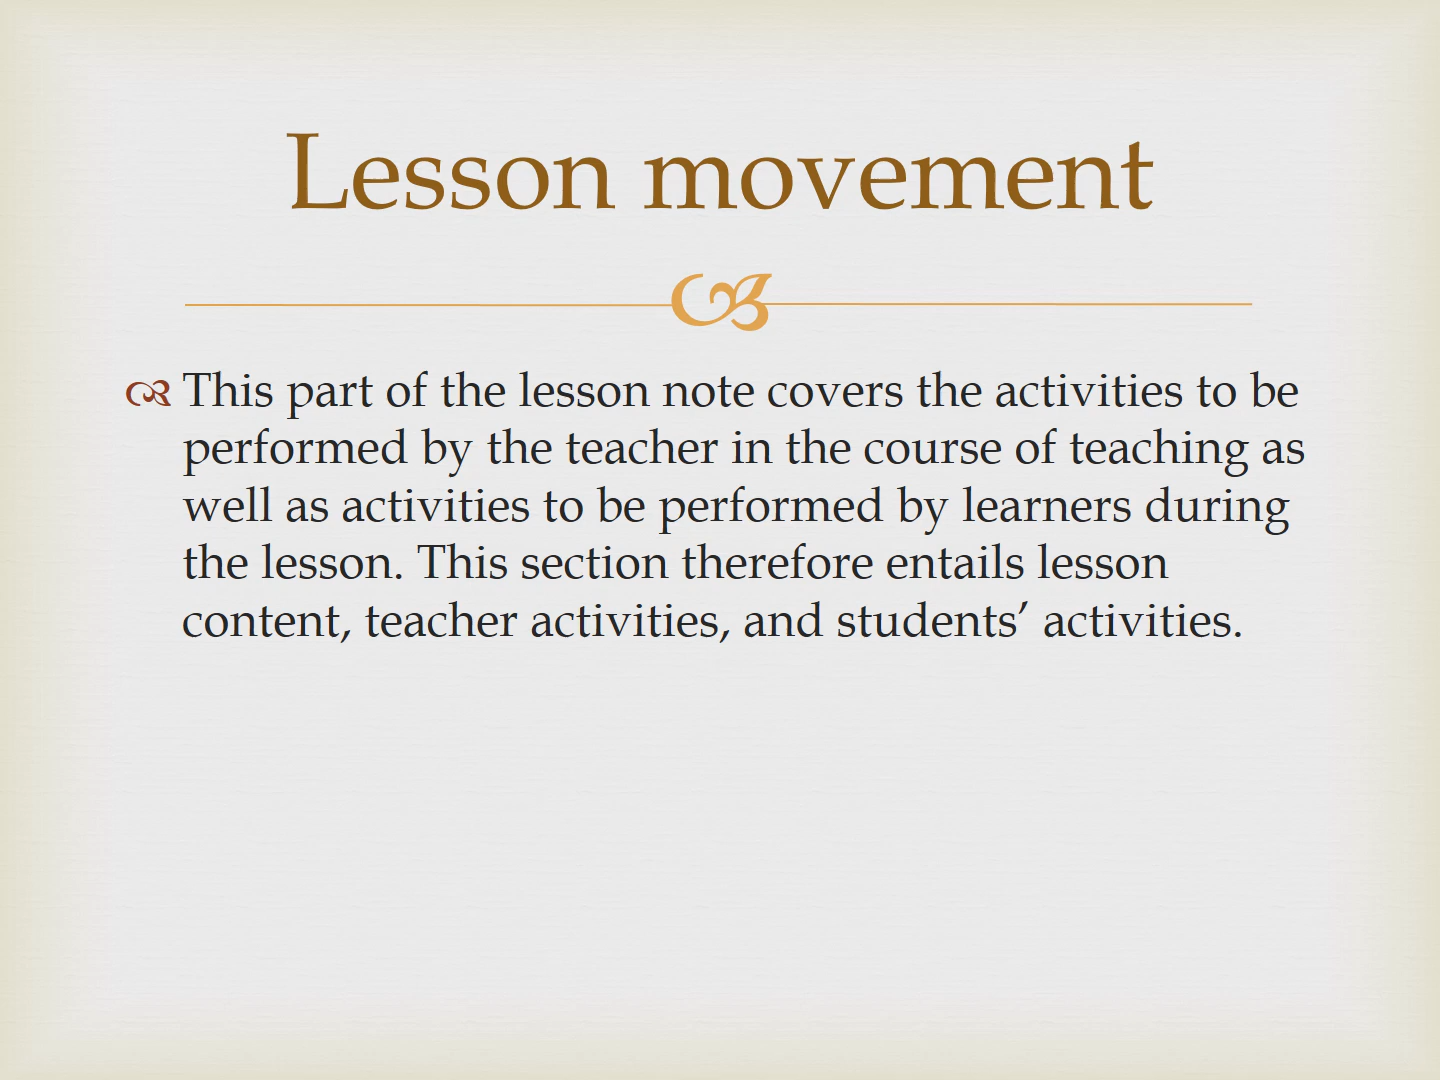 Lesson movement
This part of the lesson note covers the activities to be
performed by the teacher in the course of teaching as
well as activities to be performed by learners during
the lesson. This section therefore entails lesson
content, teacher activities, and students’ activities.